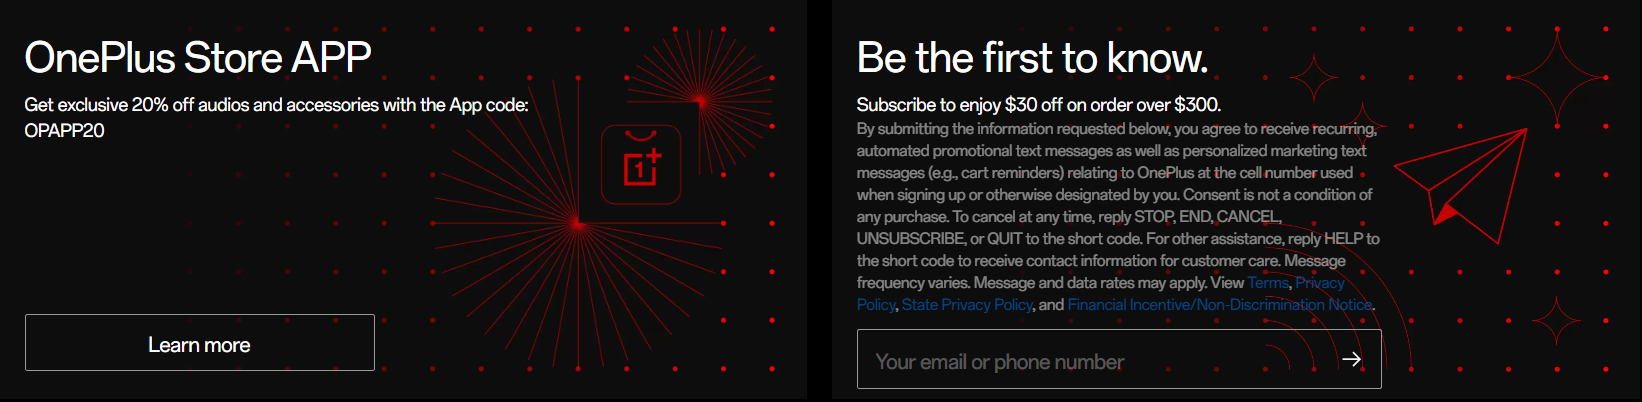 OnePlus Store APP
Get exclusive 20% off audios and accessories with the App code:
OPAPP20
1
Learn more
Be the first to know.
Subscribe to enjoy $30 off on order over $300.
By submitting the information requested below, you agree to receive recurring,
automated promotional text messages as well as personalized marketing text
messages (e.g., cart reminders) relating to OnePlus at the cell number used
when signing up or otherwise designated by you. Consent is not a condition of
any purchase. To cancel at any time, reply STOP, END, CANCEL,
UNSUBSCRIBE, or QUIT to the short code. For other assistance, reply HELP to
the short code to receive contact information for customer care. Message
frequency varies. Message and data rates may apply. View Terms, Privacy
Policy, State Privacy Policy, and Financial Incentive/Non-Discrimination Notice.
Your email or phone number